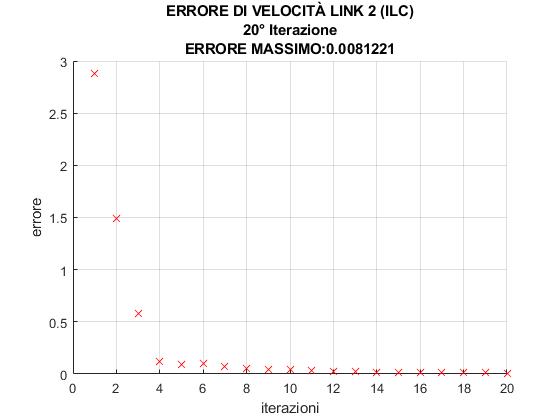 ERRORE DI VELOCITÀ LINK 2 (ILC)
20° Iterazione
ERRORE MASSIMO:0.0081221
3
2.5
2
1.5
1
0.5
0
errore
0 2 4 6 8 10 12 14 16 18 20
iterazioni